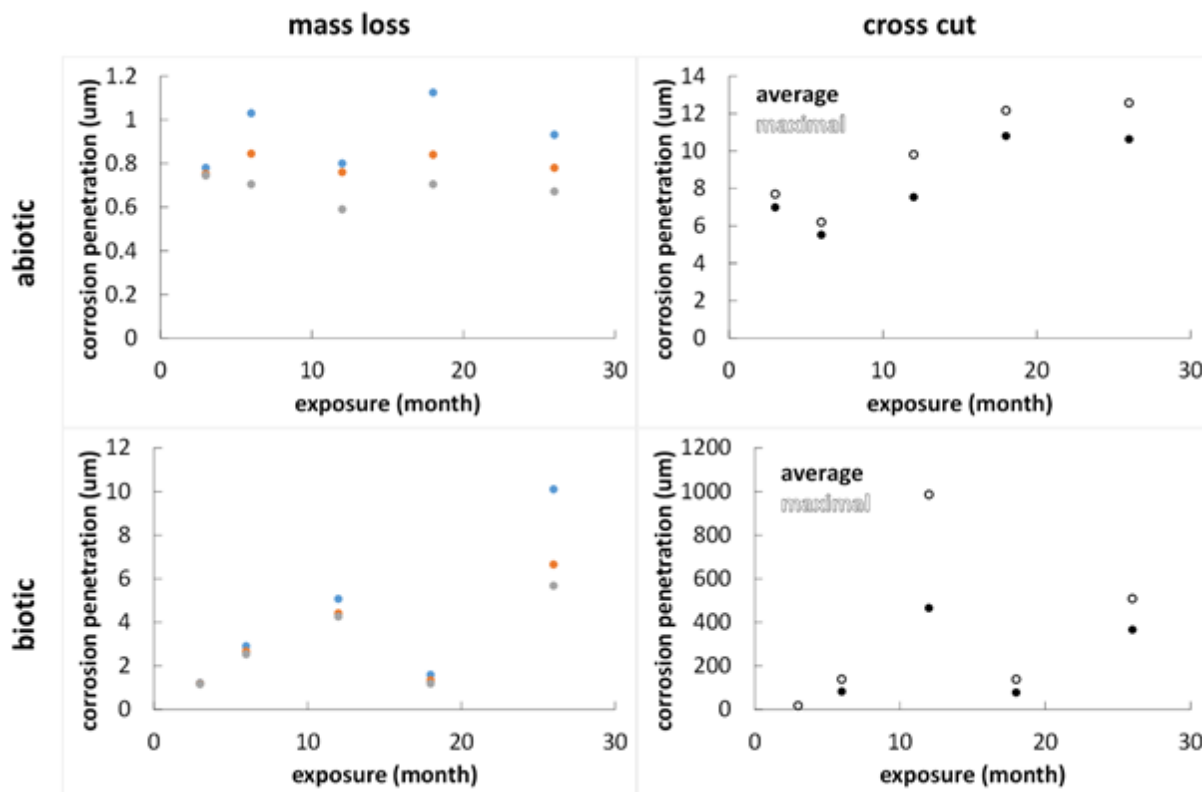 mass loss
cross cut
abiotic
corrosion penetration (um)
1.2
1
0.8
0.6
0.4
0.2
0
0
10
20
30
exposure (month)
corrosion penetration (um)
14
12
10
8
6
4
2
0
average
maximal
0
10
20
30
exposure (month)
biotic
corrosion penetration (um)
12
10
8
6
4
2
0
0
10
20
30
exposure (month)
corrosion penetration (um)
1200
1000
800
600
400
200
0
average
maximal
0
10
20
30
exposure (month)